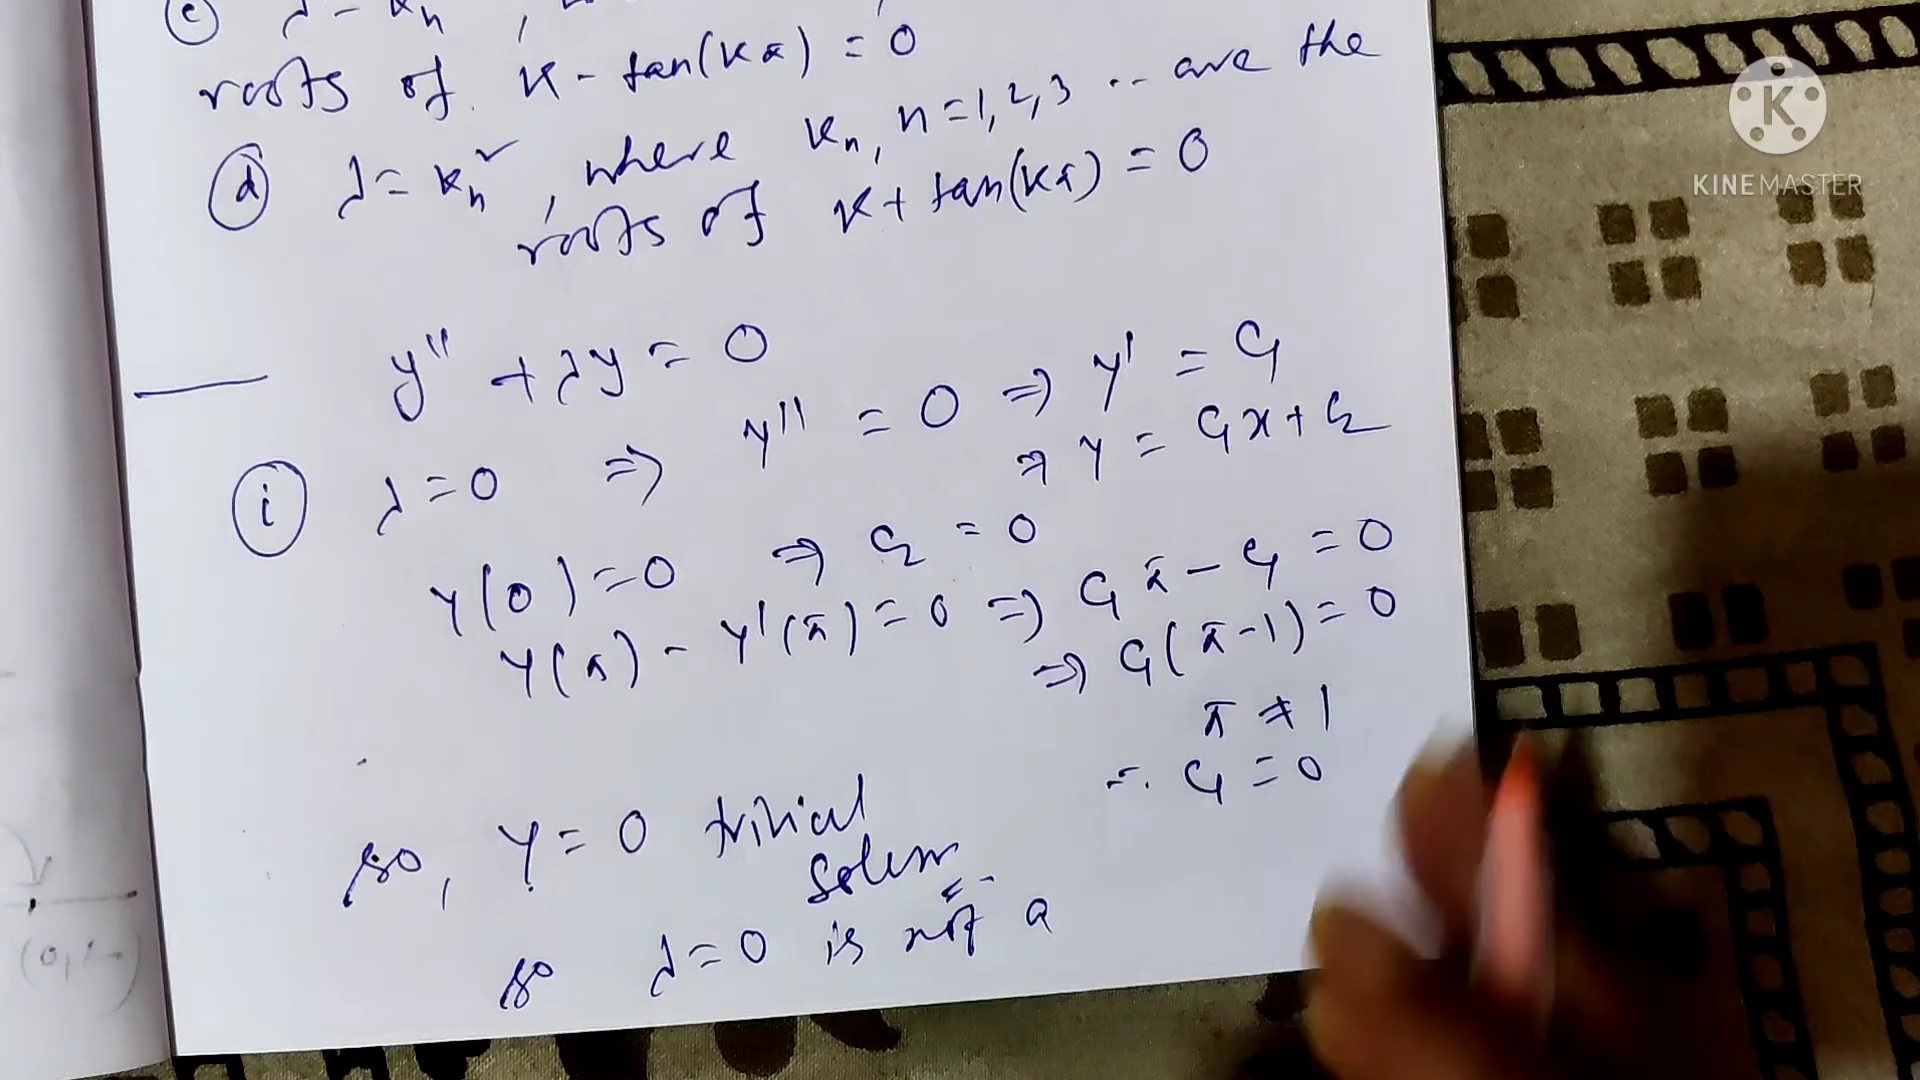 (c) λ = kn ,
roots of k - tan(kπ) = 0
(d) λ = kn², where kn, n = 1, 2, 3 .. are the
roots of k + tan(kπ) = 0
y'' + λy = 0
(i) λ = 0 ⇒ y'' = 0 ⇒ y' = C₁
⇒ y = C₁x + C₂
y(0) = 0 ⇒ C₂ = 0
y(π) - y'(π) = 0 ⇒ C₁π - C₁ = 0
⇒ C₁(π - 1) = 0
π ≠ 1
∴ C₁ = 0
so, y = 0 trivial
soln
so λ = 0 is not a
K
KINEMASTER